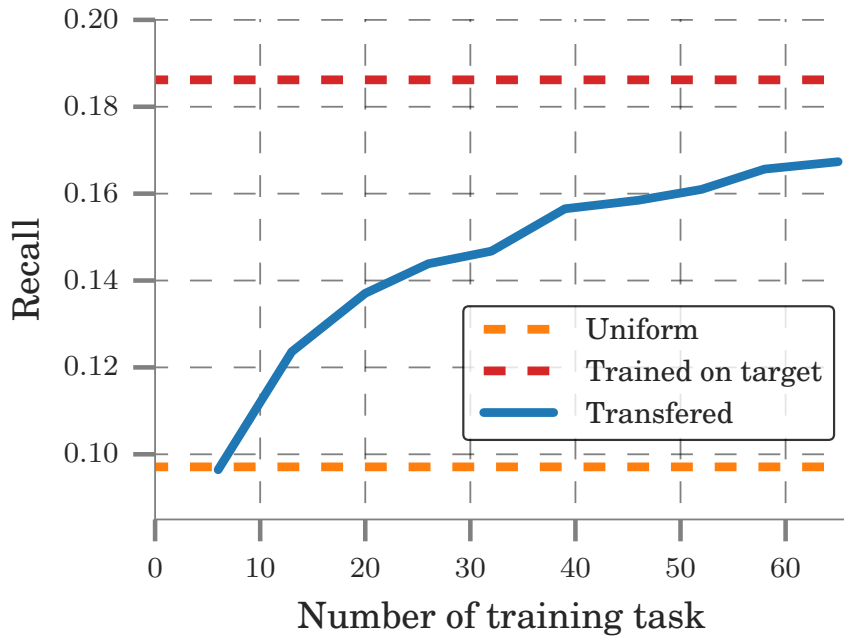 0.20
0.18
0.16
0.14
0.12
0.10
Recall
Uniform
Trained on target
Transfered
0 10 20 30 40 50 60
Number of training task